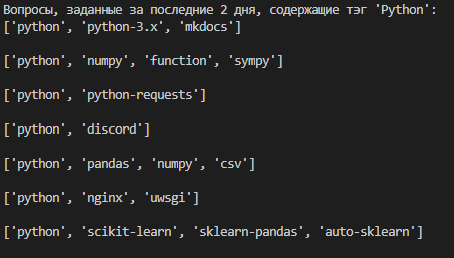 Вопросы, заданные за последние 2 дня, содержащие тэг 'Python':
['python', 'python-3.x', 'mkdocs']
['python', 'numpy', 'function', 'sympy']
['python', 'python-requests']
['python', 'discord']
['python', 'pandas', 'numpy', 'csv']
['python', 'nginx', 'uwsgi']
['python', 'scikit-learn', 'sklearn-pandas', 'auto-sklearn']